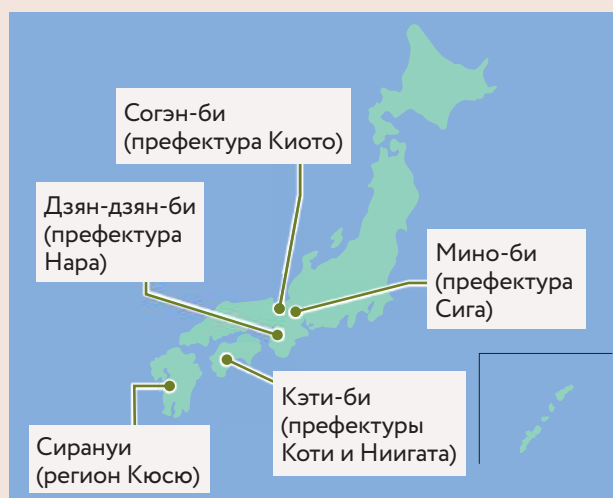 Согэн-би
(префектура Киото)
Дзян-дзян-би
(префектура
Нара)
Мино-би
(префектура
Сига)
Кэти-би
(префектуры
Коти и Ниигата)
Сирануи
(регион Кюсю)